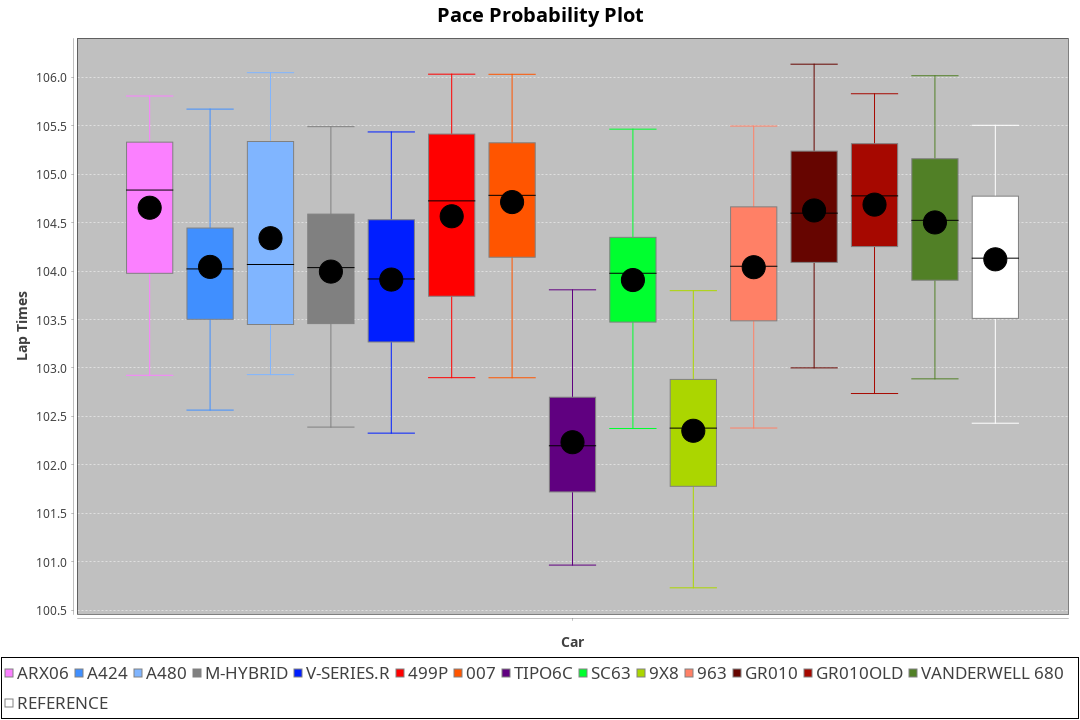 Pace Probability Plot
106.0
105.5
105.0
104.5
104.0
103.5
103.0
102.5
102.0
101.5
101.0
100.5
Lap Times
Car
ARX06 A424 A480 M-HYBRID V-SERIES.R 499P 007 TIPO6C SC63 9X8 963 GR010 GR010OLD VANDERWELL 680
REFERENCE